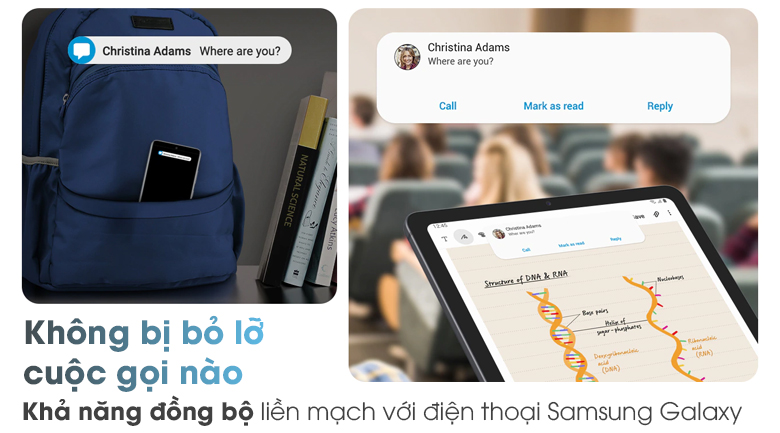 Christina Adams Where are you?
NATURAL SCIENCE
Christina Adams
Where are you?
Call Mark as read Reply
12:45
Christina Adams
Where are you?
Call Mark as read Reply
Structure of DNA & RNA
Nucleobases
Base pairs
Helix of
sugar-phosphates
Deoxyribonucleic
acid
(DNA)
Ribonucleic
acid
(RNA)
Không bị bỏ lỡ
cuộc gọi nào
Khả năng đồng bộ liền mạch với điện thoại Samsung Galaxy